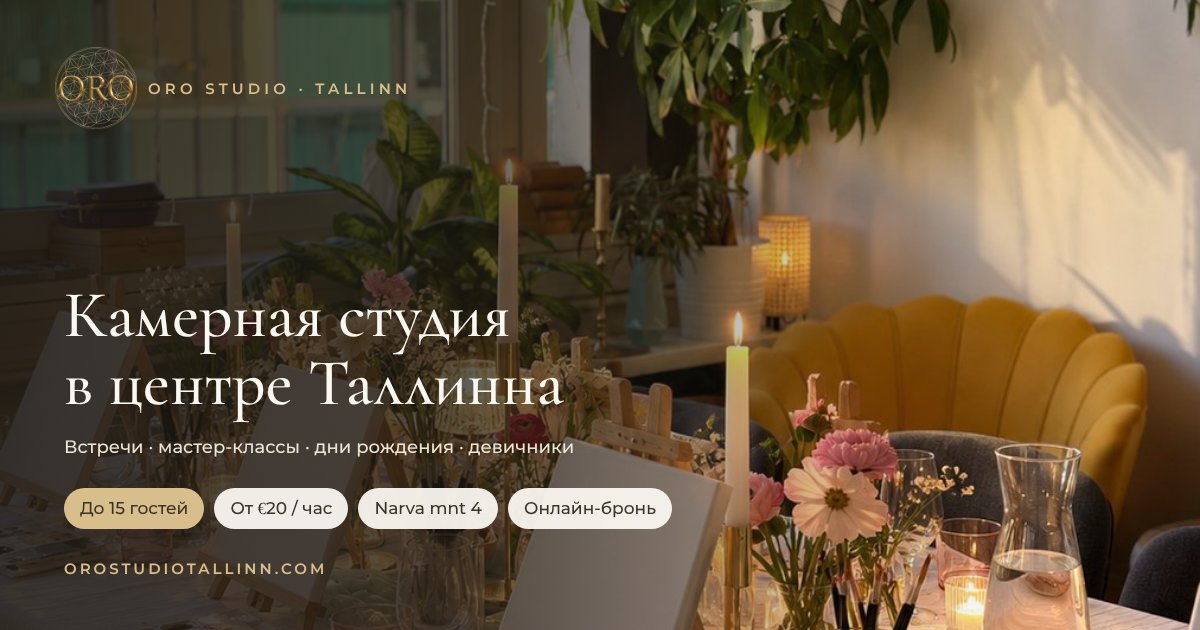 ORO
ORO STUDIO · TALLINN
Камерная студия
в центре Таллинна
Встречи · мастер-классы · дни рождения · девичники
До 15 гостей
От €20 / час
Narva mnt 4
Онлайн-бронь
OROSTUDIOTALLINN.COM